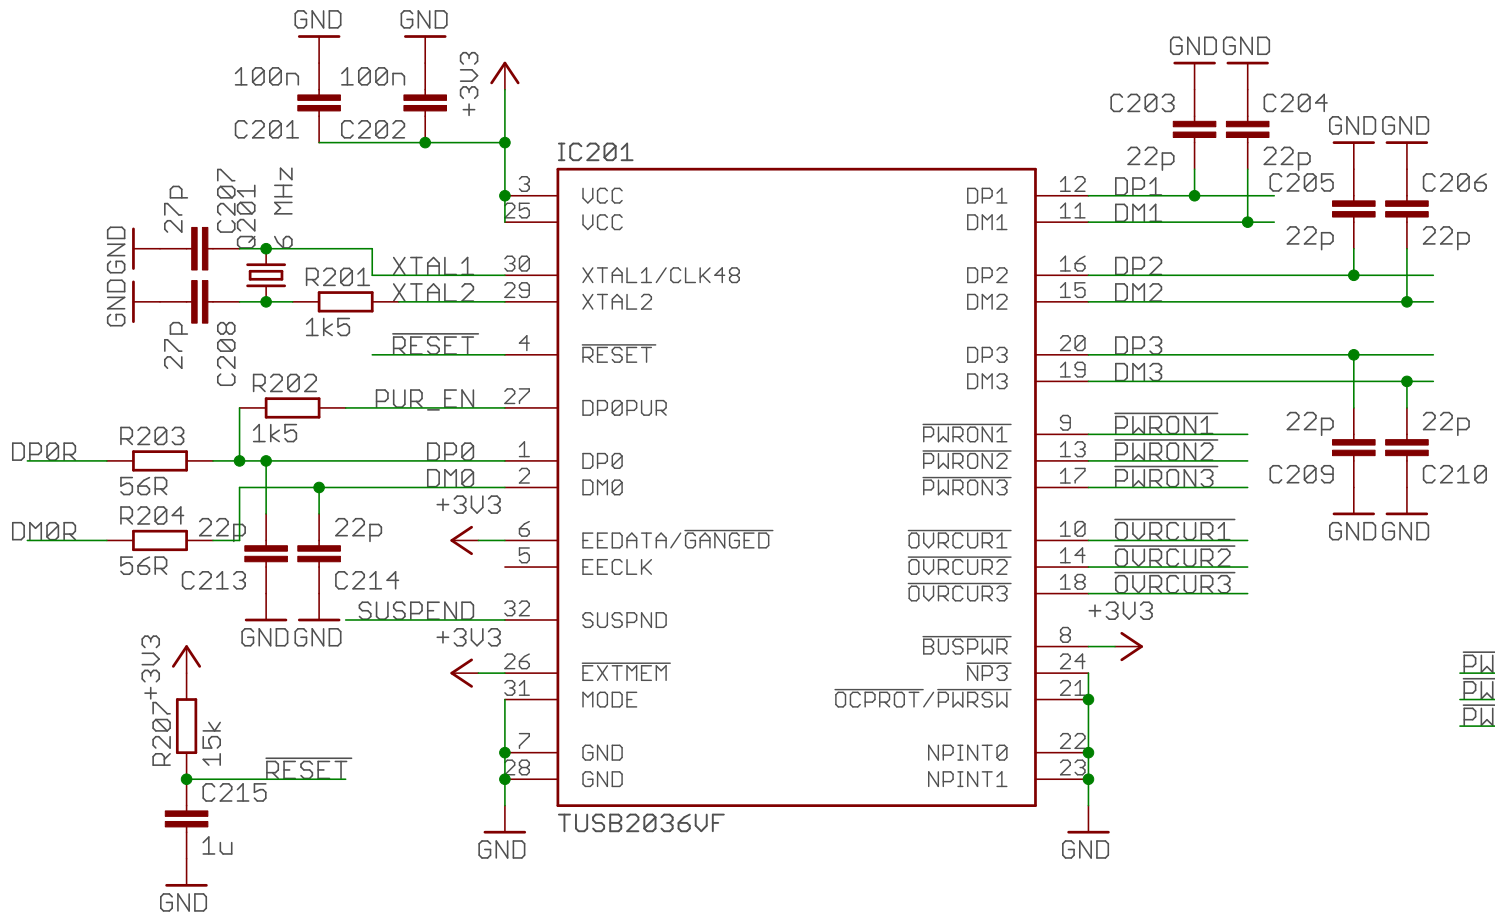 GND GND
100n 100n +3V3
C201 C202
GND GND
C203 C204
22p 22p
GND GND
C205 C206
22p 22p
IC201
3 VCC
25 VCC
27p C207 Q201 6 MHz
GND
GND
27p C208
R201
1k5
XTAL1 30 XTAL1/CLK48
XTAL2 29 XTAL2
RESET 4 RESET
R202
1k5
PUR_EN 27 DP0PUR
DP0R R203 56R DP0 1 DP0
DM0 2 DM0
DM0R R204 56R
22p 22p
C213 C214
GND GND
+3V3
6 EEDATA/GANGED
5 EECLK
SUSPEND 32 SUSPND
+3V3
26 EXTMEM
31 MODE
7 GND
28 GND
GND
DP1 12 DP1
DM1 11 DM1
DP2 16 DP2
DM2 15 DM2
DP3 20 DP3
DM3 19 DM3
PWRON1 9 PWRON1
PWRON2 13 PWRON2
PWRON3 17 PWRON3
OVRCUR1 10 OVRCUR1
OVRCUR2 14 OVRCUR2
OVRCUR3 18 OVRCUR3
+3V3
BUSPWR 8
NP3 24
OCPROT/PWRSW 21
NPINT0 22
NPINT1 23
GND
22p 22p
C209 C210
GND GND
PW
PW
PW
TUSB2036VF
+3V3
R207 15k
RESET
C215
1u
GND